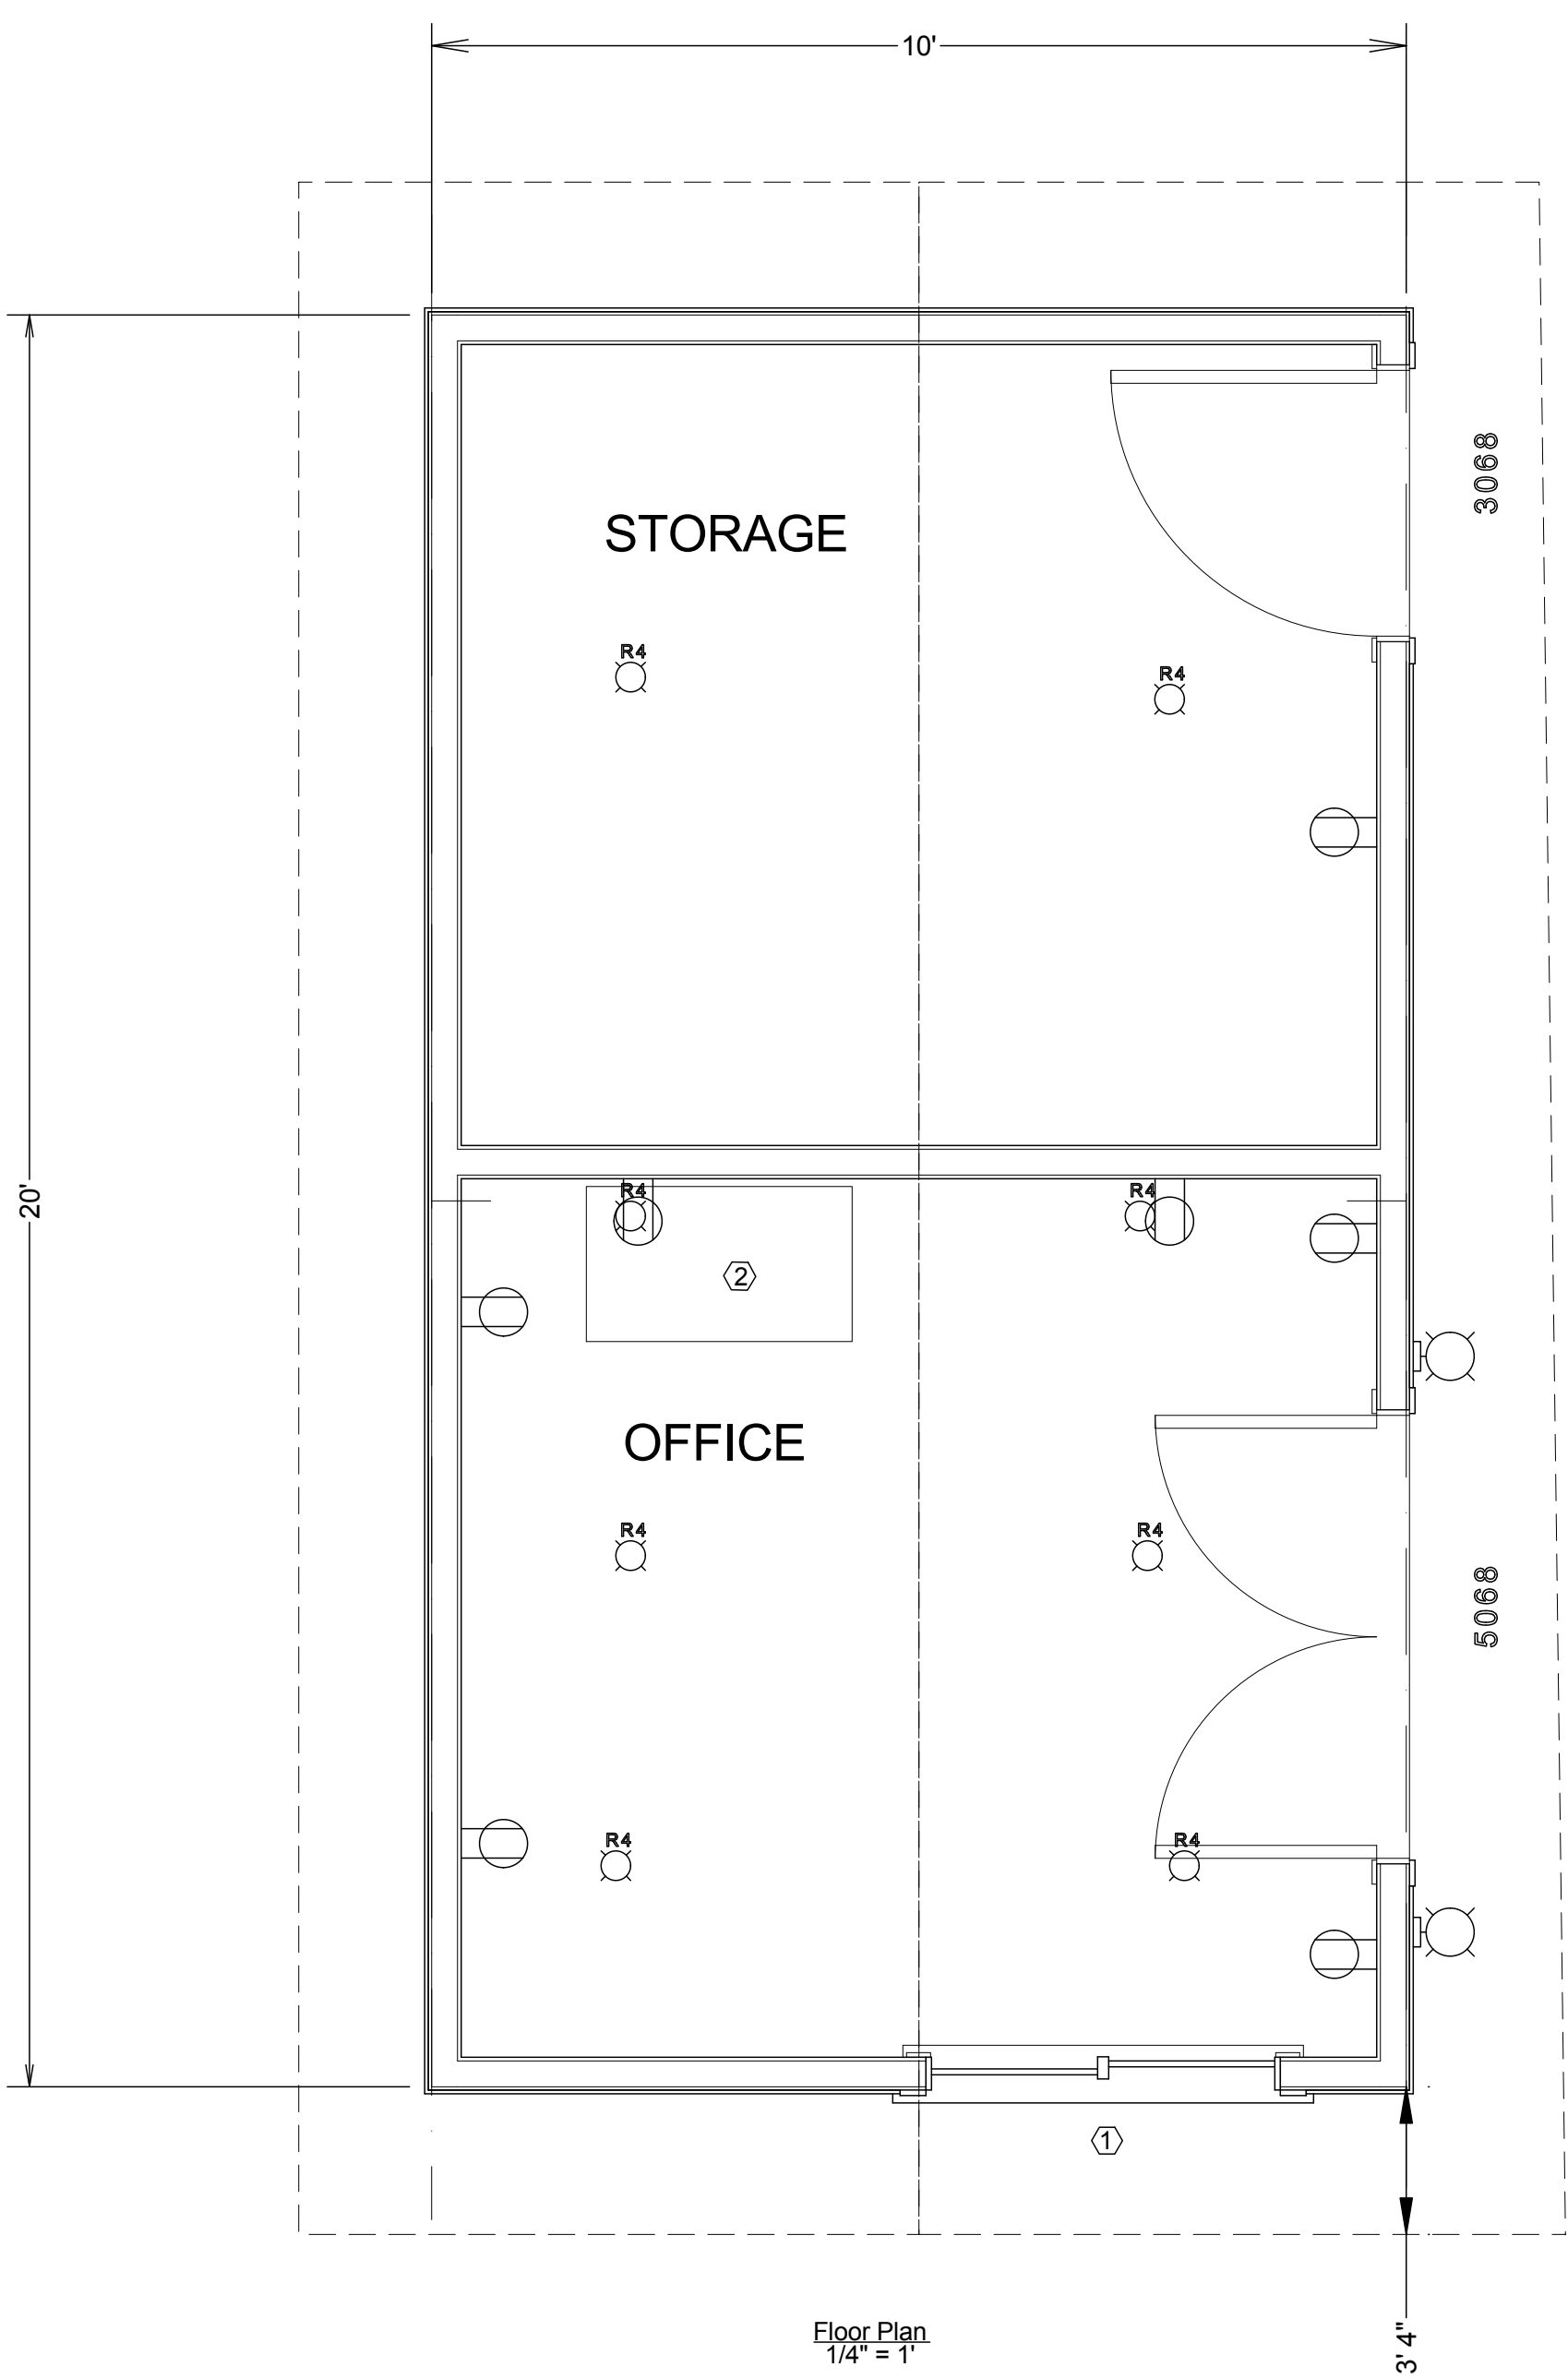 10'
3068
STORAGE
R4
R4
20'
R4
R4
2
OFFICE
R4
R4
5068
R4
R4
1
Floor Plan
1/4" = 1'
3' 4"